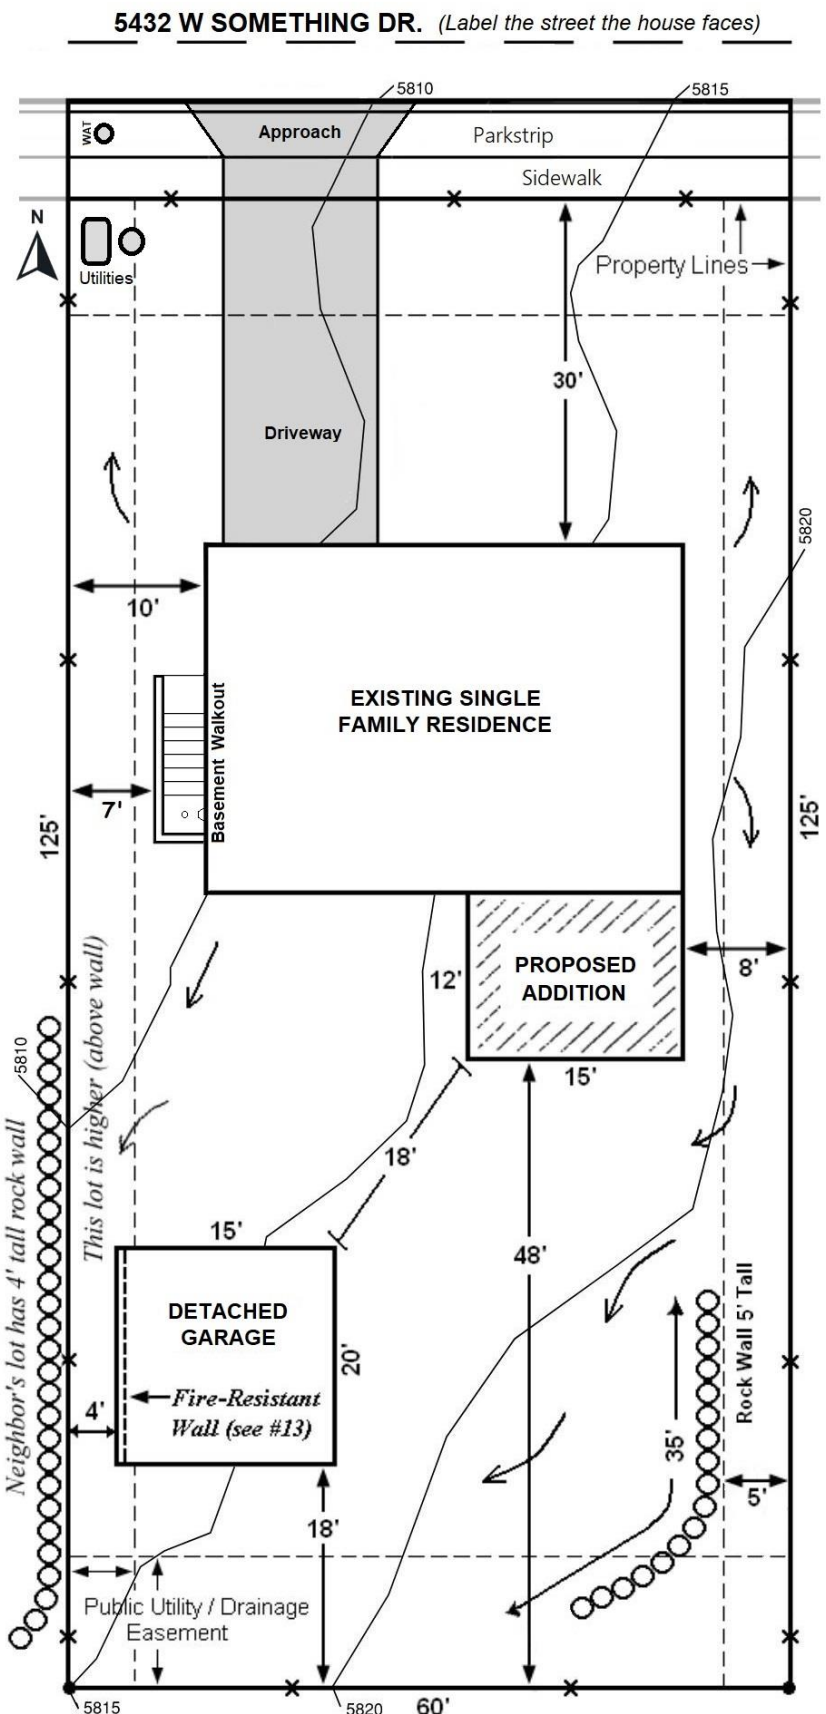 5432 W SOMETHING DR. (Label the street the house faces)
5810
5815
WAT
Approach
Parkstrip
Sidewalk
N
Utilities
Property Lines
30'
Driveway
5820
10'
EXISTING SINGLE
FAMILY RESIDENCE
Basement Walkout
7'
125'
125'
PROPOSED
ADDITION
12'
8'
15'
5810
This lot is higher (above wall)
Neighbor's lot has 4' tall rock wall
18'
15'
48'
DETACHED
GARAGE
20'
Fire-Resistant
Wall (see #13)
4'
Rock Wall 5' Tall
35'
5'
18'
Public Utility / Drainage
Easement
5815
5820
60'